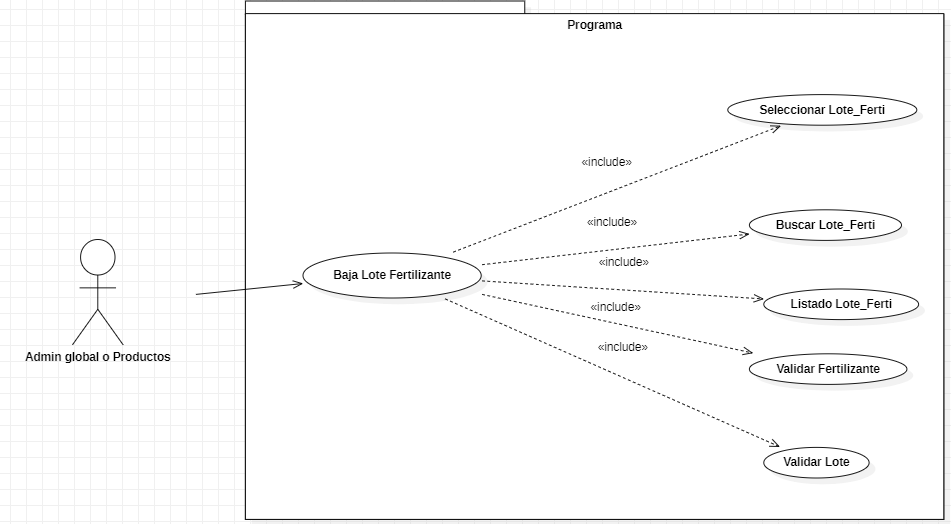 Programa
Seleccionar Lote_Ferti
«include»
«include»
Buscar Lote_Ferti
«include»
Baja Lote Fertilizante
Listado Lote_Ferti
«include»
«include»
Admin global o Productos
Validar Fertilizante
Validar Lote